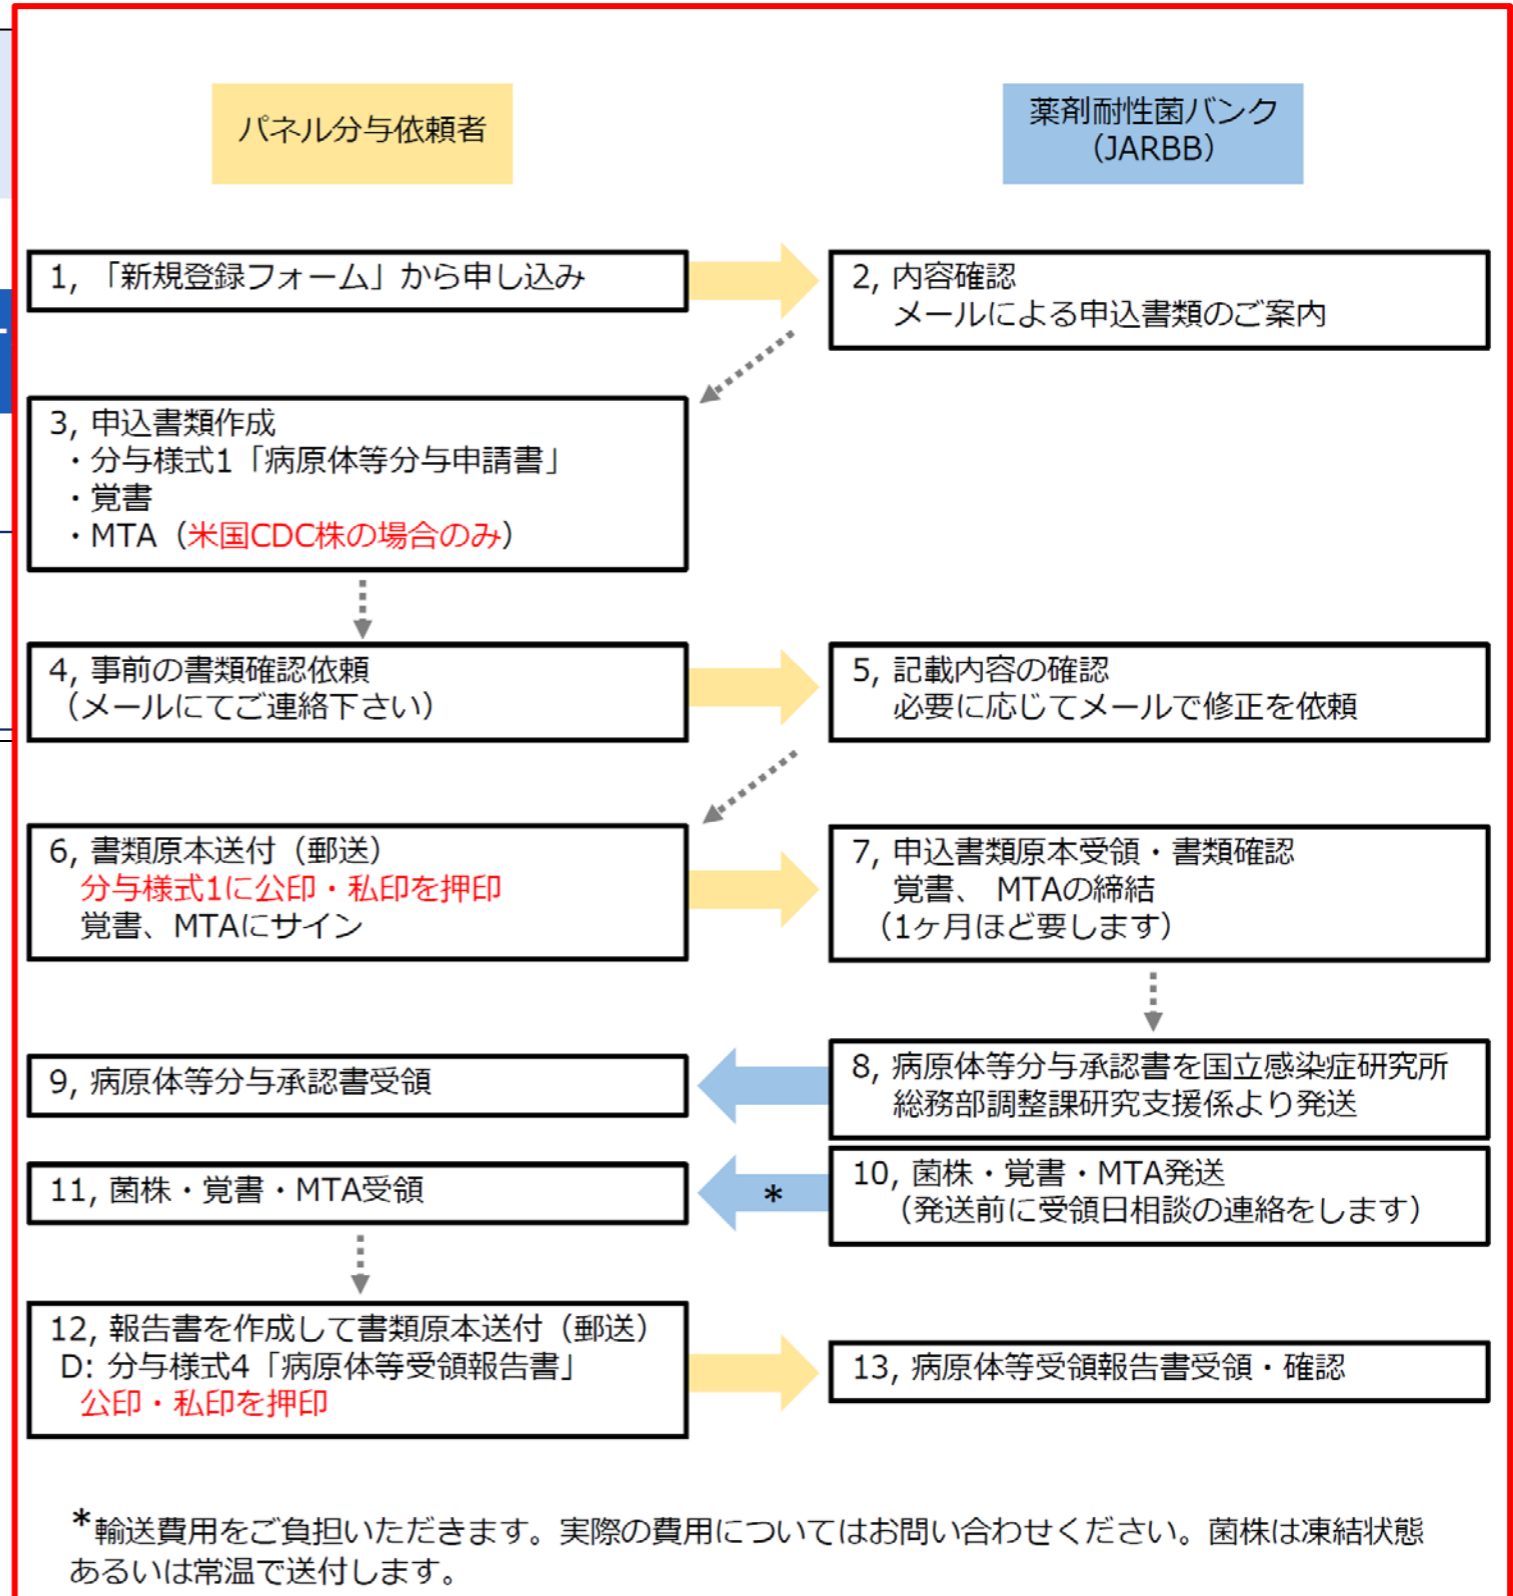 パネル分与依頼者
薬剤耐性菌バンク
（JARBB）
1, 「新規登録フォーム」から申し込み
2, 内容確認
メールによる申込書類のご案内
3, 申込書類作成
・分与様式1「病原体等分与申請書」
・覚書
・MTA（米国CDC株の場合のみ）
4, 事前の書類確認依頼
（メールにてご連絡下さい）
5, 記載内容の確認
必要に応じてメールで修正を依頼
6, 書類原本送付（郵送）
分与様式1に公印・私印を押印
覚書、MTAにサイン
7, 申込書類原本受領・書類確認
覚書、 MTAの締結
（1ヶ月ほど要します）
8, 病原体等分与承認書を国立感染症研究所
総務部調整課研究支援係より発送
9, 病原体等分与承認書受領
10, 菌株・覚書・MTA発送
（発送前に受領日相談の連絡をします）
*
11, 菌株・覚書・MTA受領
12, 報告書を作成して書類原本送付（郵送）
D: 分与様式4「病原体等受領報告書」
公印・私印を押印
13, 病原体等受領報告書受領・確認
*輸送費用をご負担いただきます。実際の費用についてはお問い合わせください。菌株は凍結状態
あるいは常温で送付します。